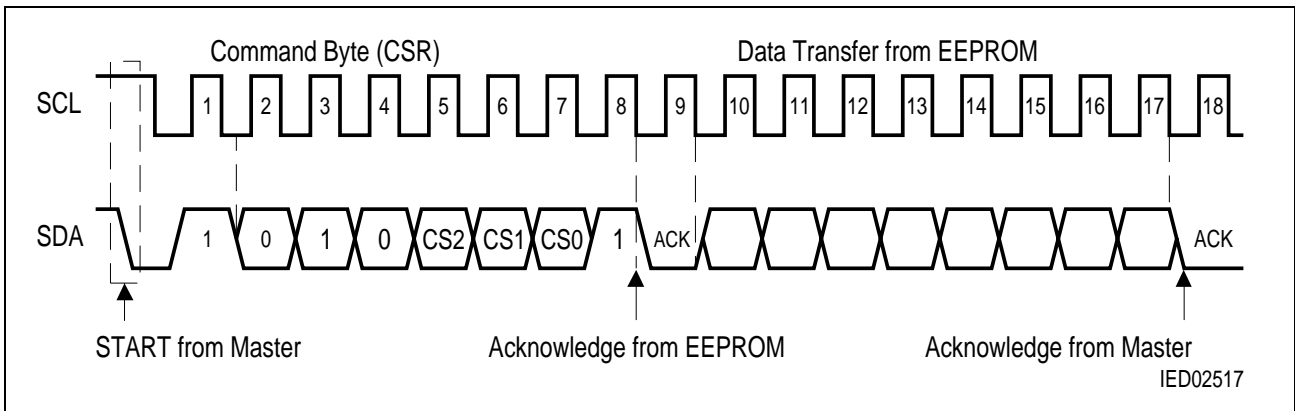 Command Byte (CSR) Data Transfer from EEPROM
SCL 1 2 3 4 5 6 7 8 9 10 11 12 13 14 15 16 17 18
SDA 1 0 1 0 CS2 CS1 CS0 1 ACK ACK
START from Master Acknowledge from EEPROM Acknowledge from Master
IED02517